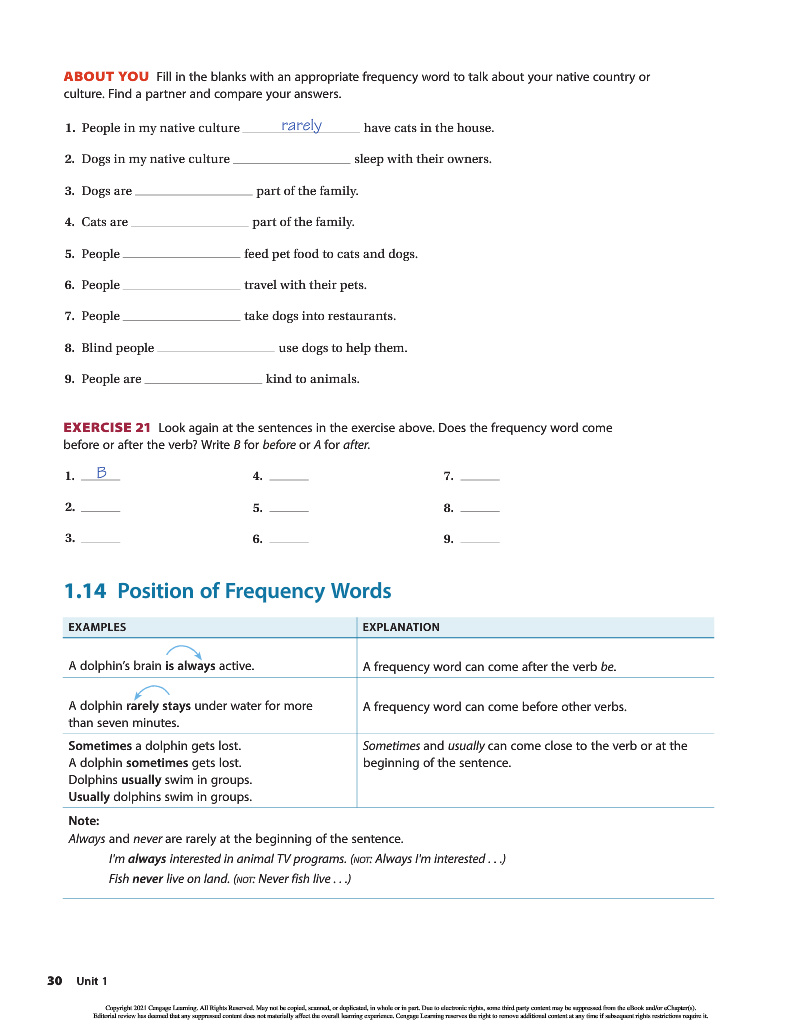 ABOUT YOU Fill in the blanks with an appropriate frequency word to talk about your native country or
culture. Find a partner and compare your answers.
1. People in my native culture rarely have cats in the house.
2. Dogs in my native culture ____________ sleep with their owners.
3. Dogs are ____________ part of the family.
4. Cats are ____________ part of the family.
5. People ____________ feed pet food to cats and dogs.
6. People ____________ travel with their pets.
7. People ____________ take dogs into restaurants.
8. Blind people ____________ use dogs to help them.
9. People are ____________ kind to animals.
EXERCISE 21 Look again at the sentences in the exercise above. Does the frequency word come
before or after the verb? Write B for before or A for after.
1. B 4. ____ 7. ____
2. ____ 5. ____ 8. ____
3. ____ 6. ____ 9. ____
1.14 Position of Frequency Words
EXAMPLES EXPLANATION
A dolphin's brain is always active. A frequency word can come after the verb be.
A dolphin rarely stays under water for more A frequency word can come before other verbs.
than seven minutes.
Sometimes a dolphin gets lost. Sometimes and usually can come close to the verb or at the
A dolphin sometimes gets lost. beginning of the sentence.
Dolphins usually swim in groups.
Usually dolphins swim in groups.
Note:
Always and never are rarely at the beginning of the sentence.
I'm always interested in animal TV programs. (NOT: Always I'm interested . . .)
Fish never live on land. (NOT: Never fish live . . .)
30 Unit 1
Copyright 2021 Cengage Learning. All Rights Reserved. May not be copied, scanned, or duplicated, in whole or in part. Due to electronic rights, some third party content may be suppressed from the eBook and/or eChapter(s).
Editorial review has deemed that any suppressed content does not materially affect the overall learning experience. Cengage Learning reserves the right to remove additional content at any time if subsequent rights restrictions require it.